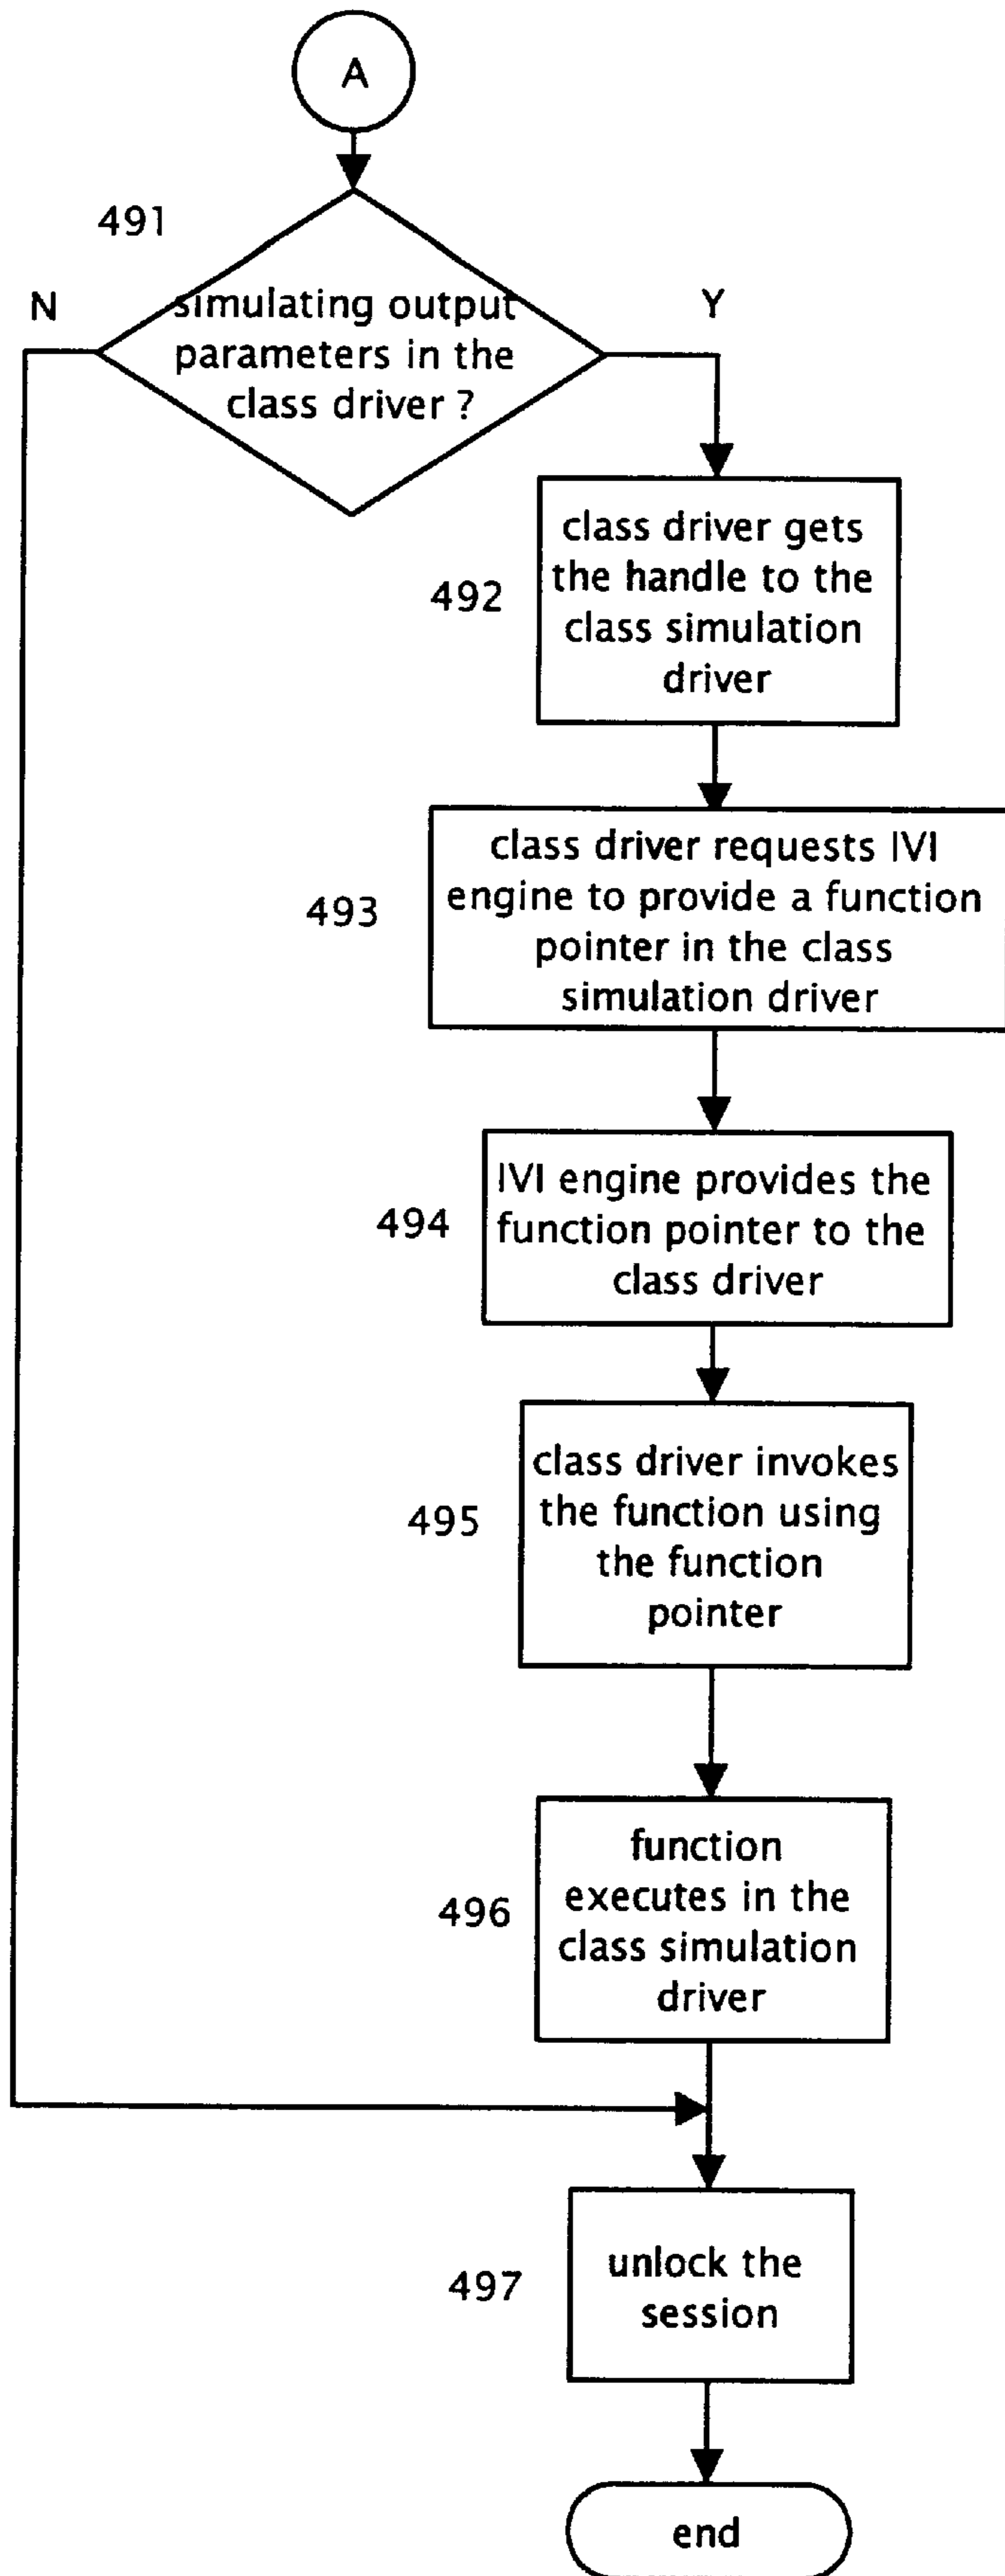 A
491
N
Y
simulating output
parameters in the
class driver ?
492
class driver gets
the handle to the
class simulation
driver
493
class driver requests IVI
engine to provide a function
pointer in the class
simulation driver
494
IVI engine provides the
function pointer to the
class driver
495
class driver invokes
the function using
the function
pointer
496
function
executes in the
class simulation
driver
497
unlock the
session
end